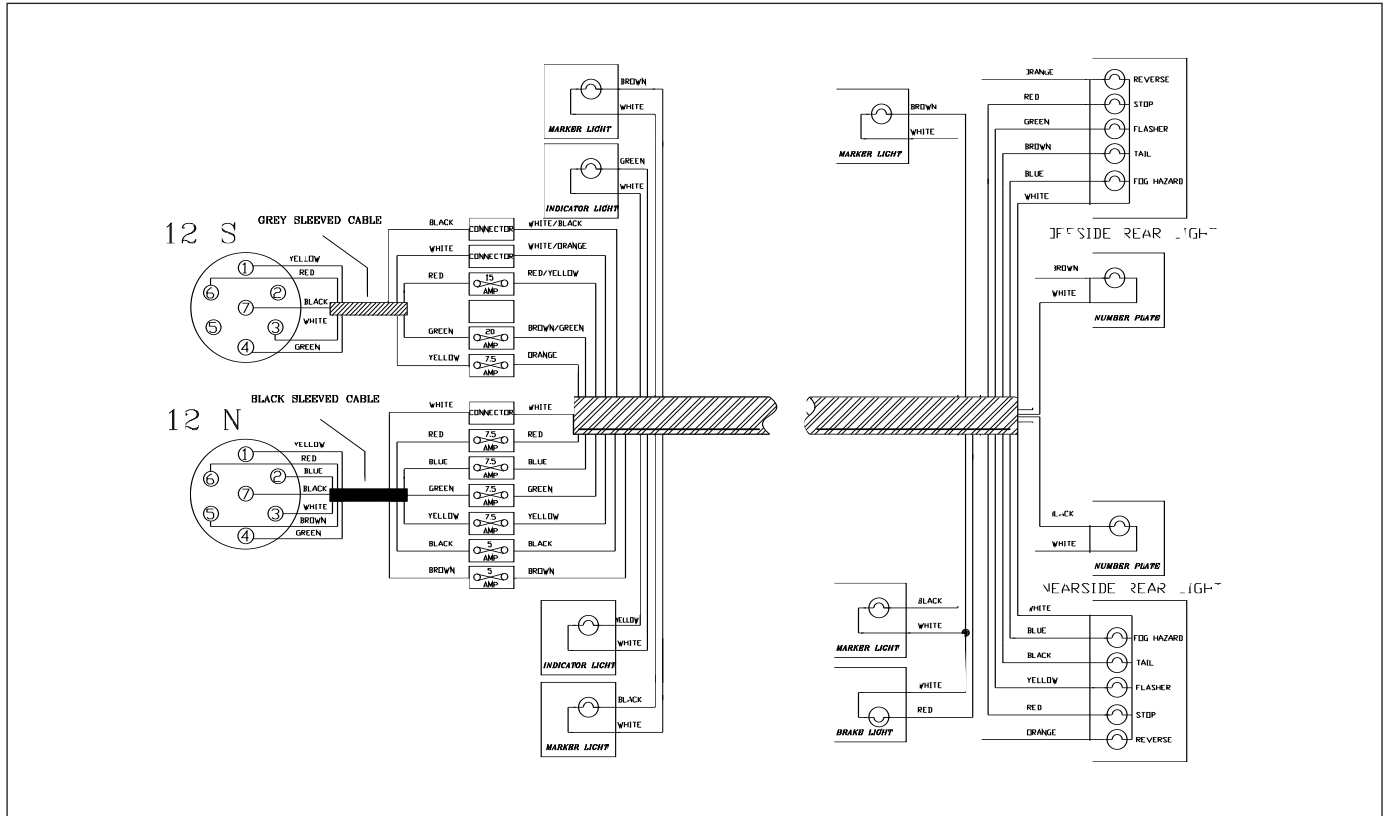 12 S
GREY SLEEVED CABLE
YELLOW
RED
BLACK
WHITE
GREEN
1
2
3
4
5
6
7
BLACK
CONNECTOR
WHITE/BLACK
WHITE
CONNECTOR
WHITE/ORANGE
RED
15 AMP
RED/YELLOW
GREEN
20 AMP
BROWN/GREEN
YELLOW
7.5 AMP
ORANGE
12 N
BLACK SLEEVED CABLE
YELLOW
RED
BLUE
BLACK
WHITE
BROWN
GREEN
1
2
3
4
5
6
7
WHITE
CONNECTOR
WHITE
RED
7.5 AMP
RED
BLUE
7.5 AMP
BLUE
GREEN
7.5 AMP
GREEN
YELLOW
7.5 AMP
YELLOW
BLACK
5 AMP
BLACK
BROWN
5 AMP
BROWN
BROWN
WHITE
MARKER LIGHT
GREEN
WHITE
INDICATOR LIGHT
YELLOW
WHITE
INDICATOR LIGHT
BLACK
WHITE
MARKER LIGHT
BROWN
WHITE
MARKER LIGHT
BLACK
WHITE
MARKER LIGHT
WHITE
RED
BRAKE LIGHT
ORANGE
REVERSE
RED
STOP
GREEN
FLASHER
BROWN
TAIL
BLUE
FOG HAZARD
WHITE
OFFSIDE REAR LIGHT
BROWN
WHITE
NUMBER PLATE
BLACK
WHITE
NUMBER PLATE
NEARSIDE REAR LIGHT
WHITE
BLUE
FOG HAZARD
BLACK
TAIL
YELLOW
FLASHER
RED
STOP
ORANGE
REVERSE